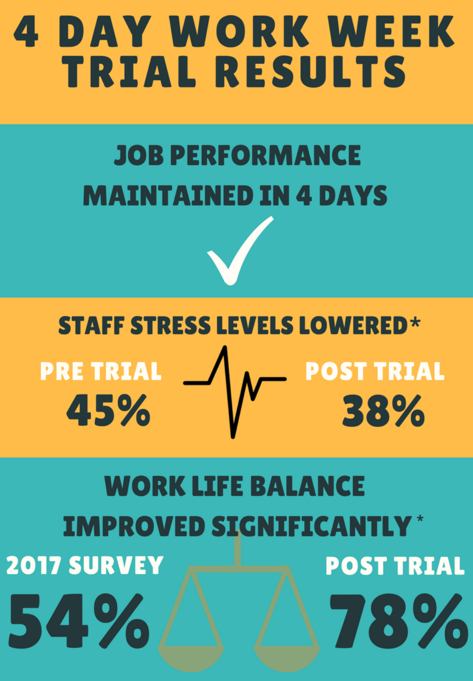 4 DAY WORK WEEK
TRIAL RESULTS
JOB PERFORMANCE
MAINTAINED IN 4 DAYS
STAFF STRESS LEVELS LOWERED*
PRE TRIAL
45%
POST TRIAL
38%
WORK LIFE BALANCE
IMPROVED SIGNIFICANTLY*
2017 SURVEY
54%
POST TRIAL
78%